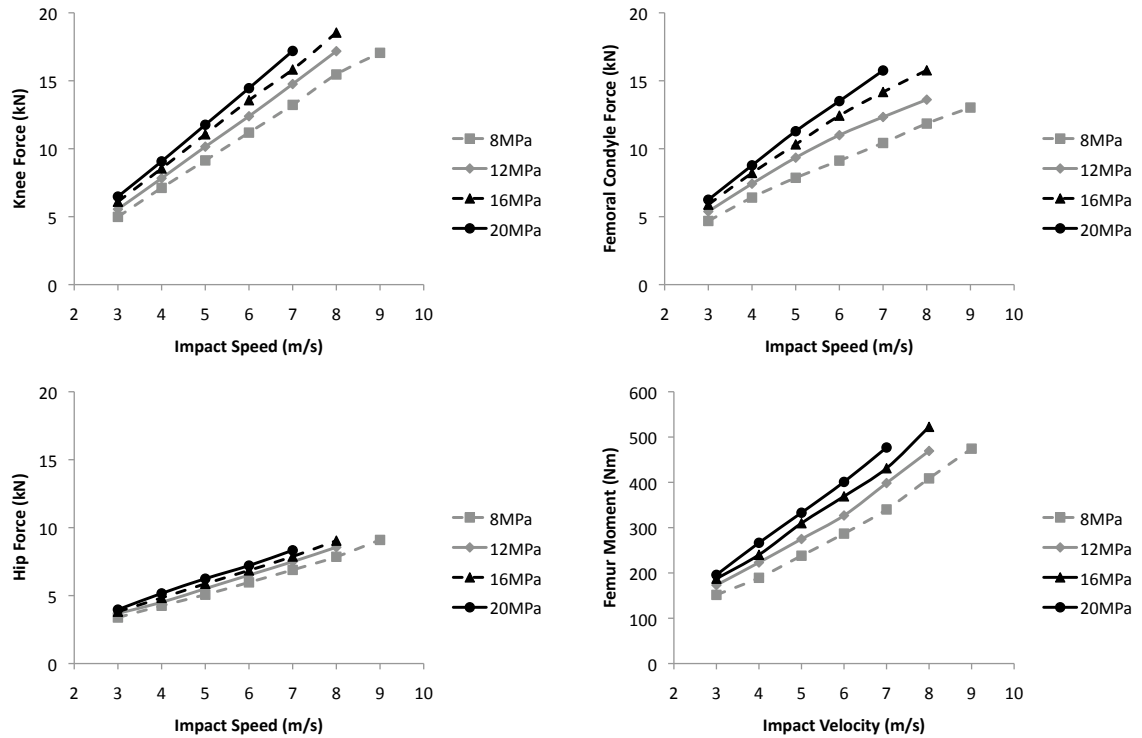 Knee Force (kN)
20
15
10
5
0
2 3 4 5 6 7 8 9 10
Impact Speed (m/s)
8MPa
12MPa
16MPa
20MPa
Femoral Condyle Force (kN)
20
15
10
5
0
2 3 4 5 6 7 8 9 10
Impact Speed (m/s)
8MPa
12MPa
16MPa
20MPa
Hip Force (kN)
20
15
10
5
0
2 3 4 5 6 7 8 9 10
Impact Speed (m/s)
8MPa
12MPa
16MPa
20MPa
Femur Moment (Nm)
600
500
400
300
200
100
0
2 3 4 5 6 7 8 9 10
Impact Velocity (m/s)
8MPa
12MPa
16MPa
20MPa